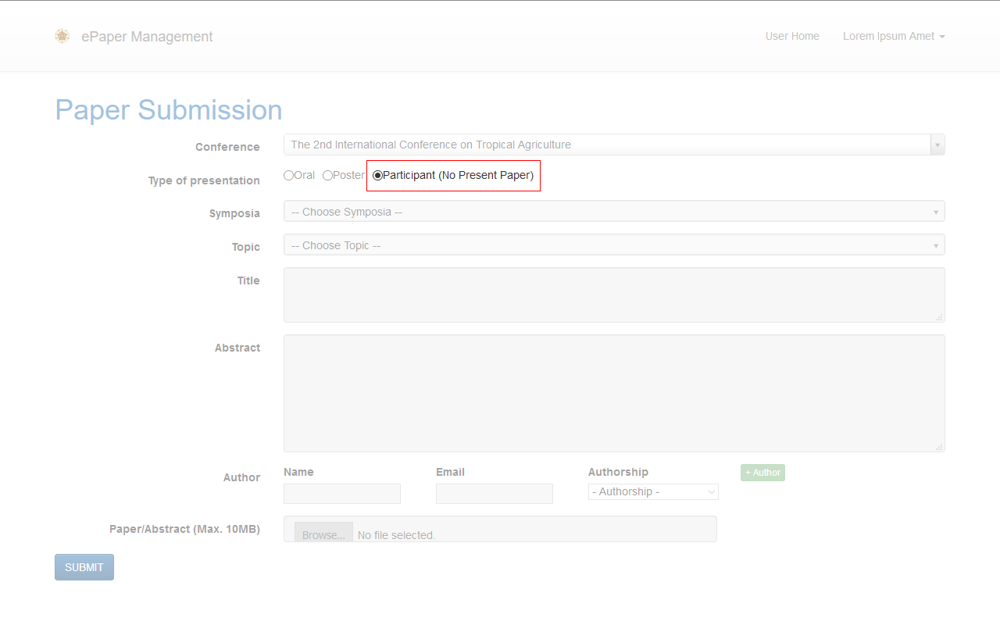 ePaper Management User Home Lorem Ipsum Amet
Paper Submission
Conference The 2nd International Conference on Tropical Agriculture
Type of presentation Oral Poster Participant (No Present Paper)
Symposia -- Choose Symposia --
Topic -- Choose Topic --
Title
Abstract
Author Name Email Authorship + Author
- Authorship -
Paper/Abstract (Max. 10MB) Browse... No file selected.
SUBMIT